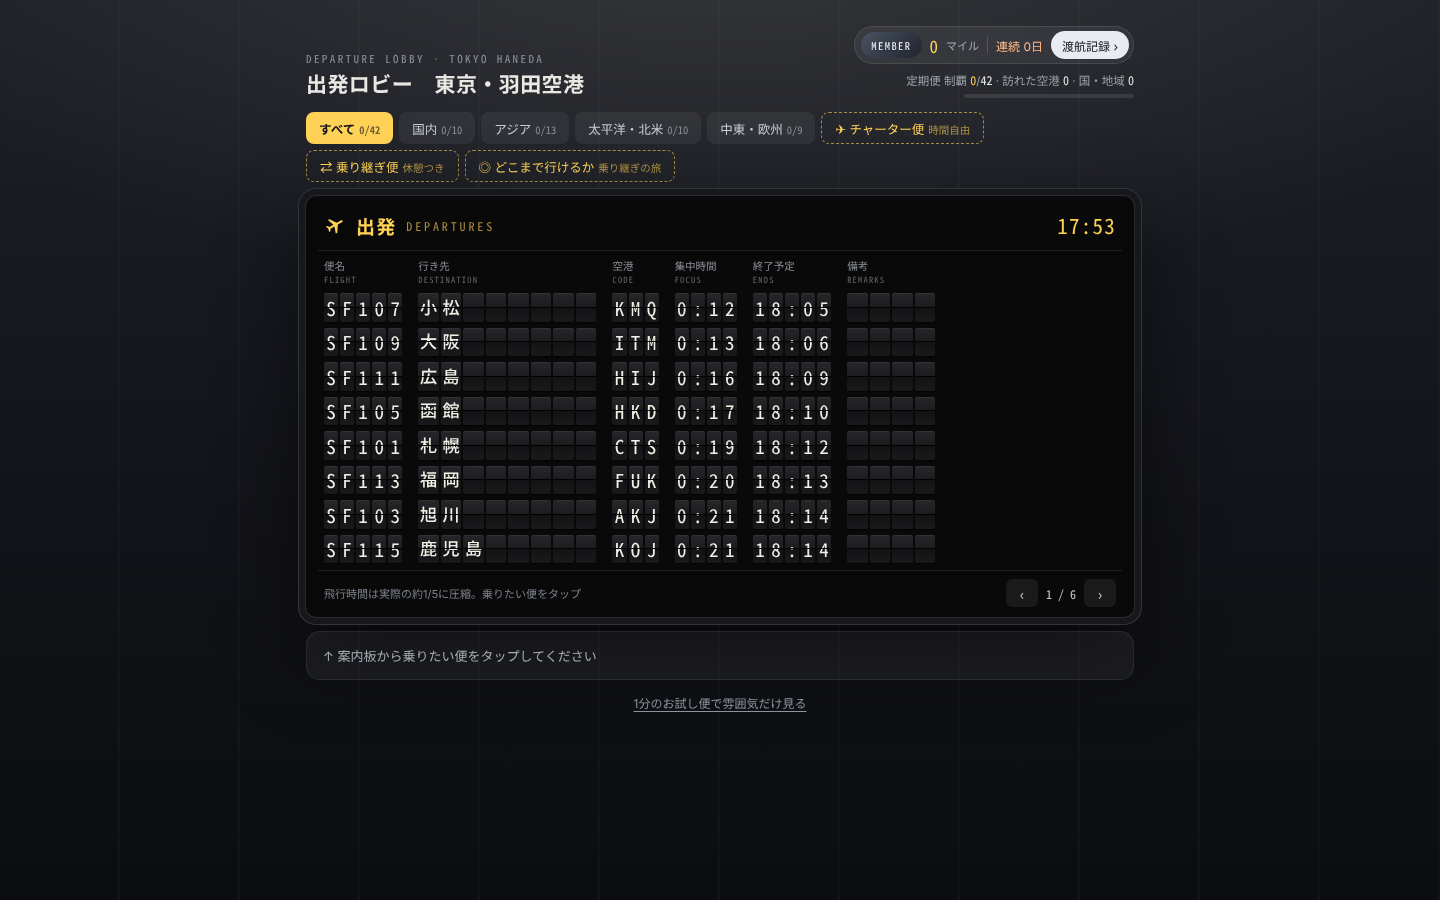 DEPARTURE LOBBY · TOKYO HANEDA
出発ロビー　東京・羽田空港
MEMBER 0 マイル 連続 0日 渡航記録 ›
定期便 制覇 0/42 · 訪れた空港 0 · 国・地域 0
すべて 0/42 国内 0/10 アジア 0/13 太平洋・北米 0/10 中東・欧州 0/9 ✈ チャーター便 時間自由
⇄ 乗り継ぎ便 休憩つき ◎ どこまで行けるか 乗り継ぎの旅
✈ 出発 DEPARTURES 17:53
便名 行き先 空港 集中時間 終了予定 備考
FLIGHT DESTINATION CODE FOCUS ENDS REMARKS
SF107 小松 KMQ 0:12 18:05
SF109 大阪 ITM 0:13 18:06
SF111 広島 HIJ 0:16 18:09
SF105 函館 HKD 0:17 18:10
SF101 札幌 CTS 0:19 18:12
SF113 福岡 FUK 0:20 18:13
SF103 旭川 AKJ 0:21 18:14
SF115 鹿児島 KOJ 0:21 18:14
飛行時間は実際の約1/5に圧縮。乗りたい便をタップ ‹ 1 / 6 ›
↑ 案内板から乗りたい便をタップしてください
1分のお試し便で雰囲気だけ見る